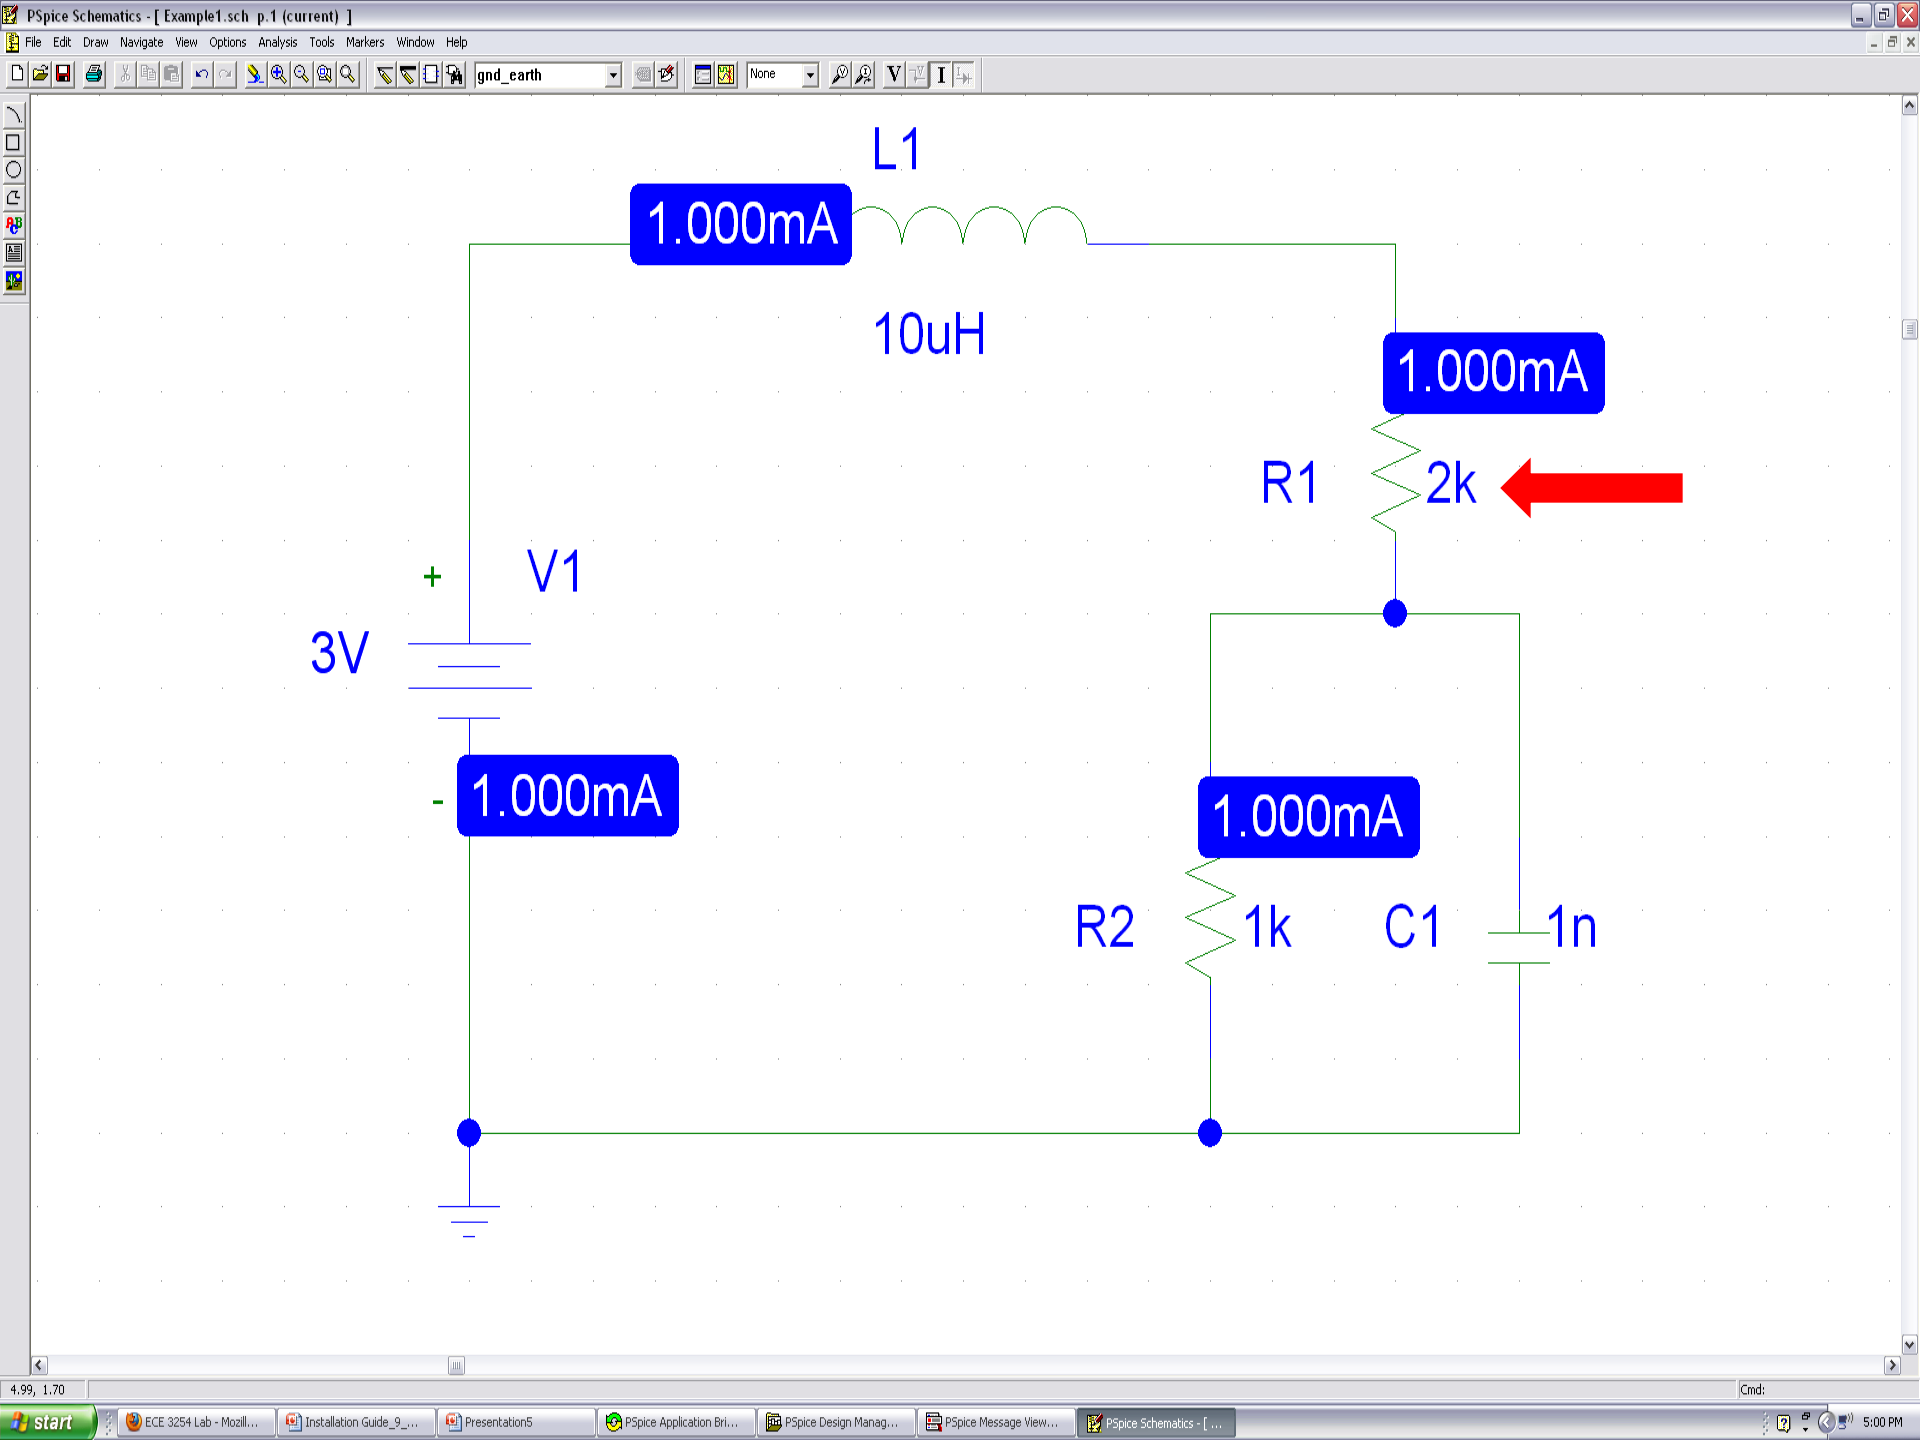 PSpice Schematics - [ Example1.sch p.1 (current) ]
File Edit Draw Navigate View Options Analysis Tools Markers Window Help
gnd_earth None V I
L1
1.000mA
10uH
1.000mA
R1 2k
+ V1
3V
- 1.000mA
1.000mA
R2 1k C1 1n
4.99, 1.70 Cmd:
start ECE 3254 Lab - Mozill... Installation Guide_9_... Presentation5 PSpice Application Bri... PSpice Design Manag... PSpice Message View... PSpice Schematics - [ ... 5:00 PM